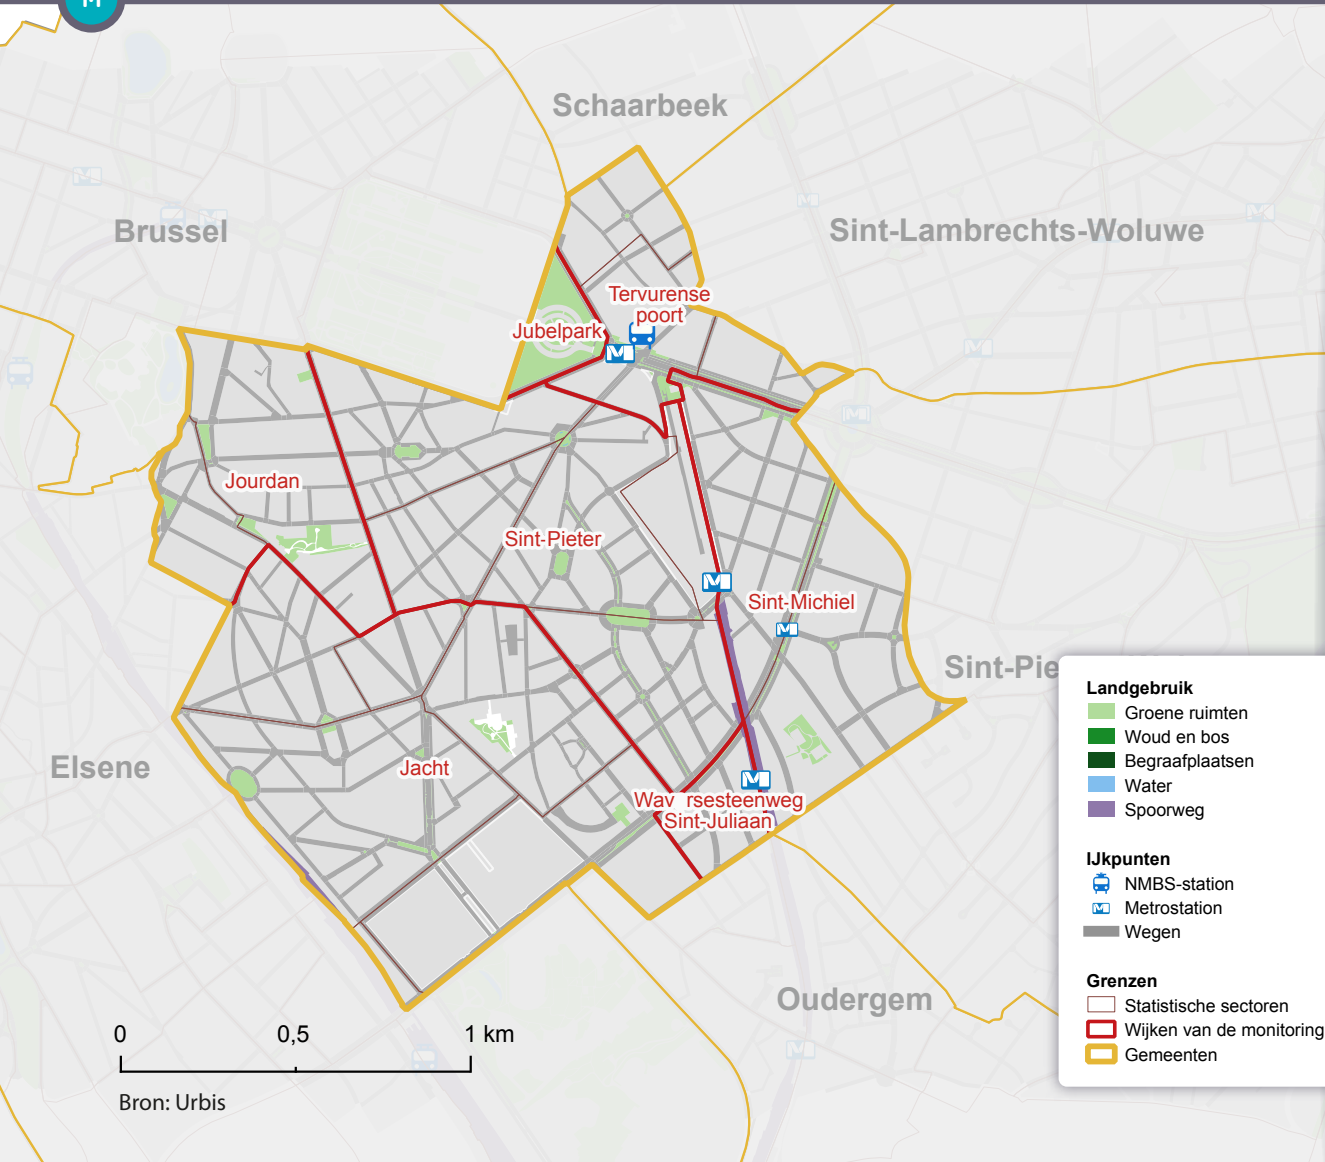 M
Schaarbeek
Brussel
Sint-Lambrechts-Woluwe
Tervurense
poort
Jubelpark
Jourdan
Sint-Pieter
Sint-Michiel
Sint-Pie
Elsene
Jacht
Wav rsesteenweg
Sint-Juliaan
Oudergem
0 0,5 1 km
Bron: Urbis
Landgebruik
Groene ruimten
Woud en bos
Begraafplaatsen
Water
Spoorweg
IJkpunten
NMBS-station
Metrostation
Wegen
Grenzen
Statistische sectoren
Wijken van de monitoring
Gemeenten